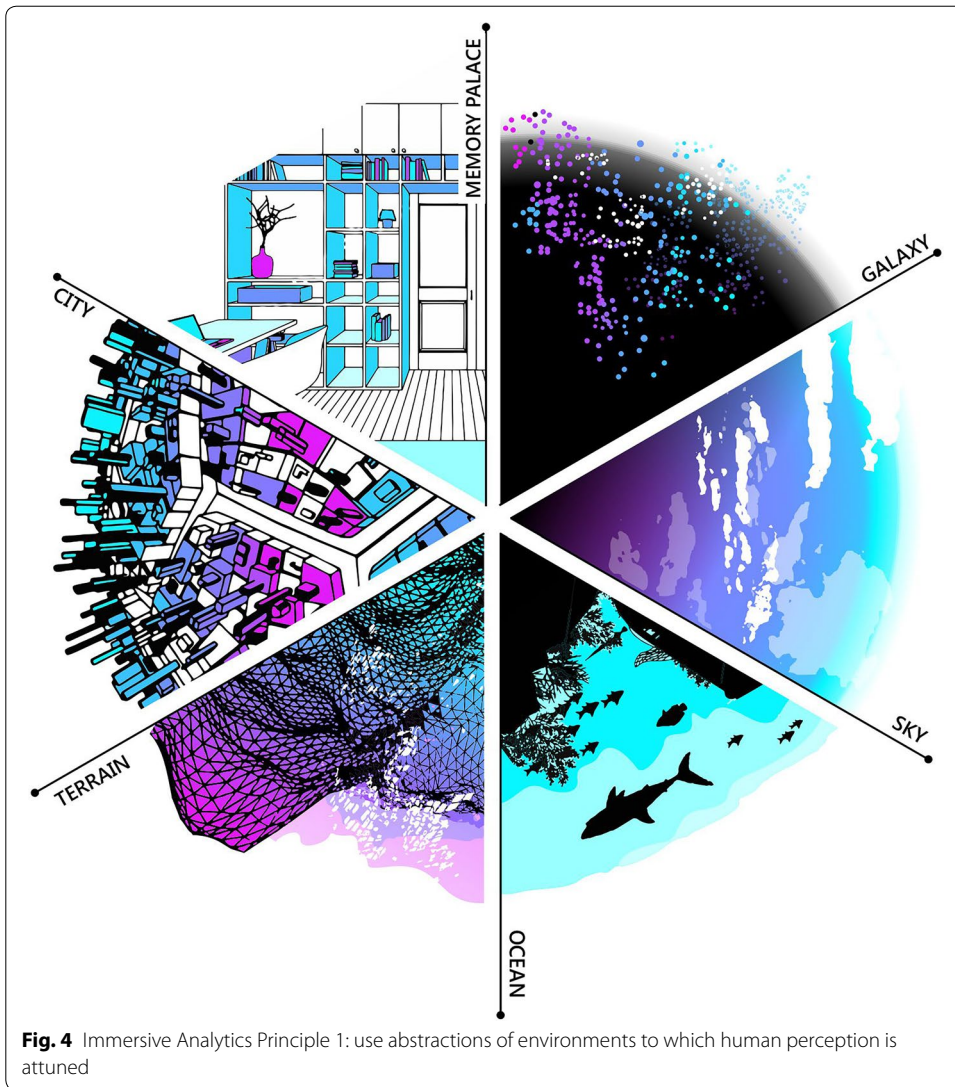 MEMORY PALACE
GALAXY
CITY
SKY
TERRAIN
OCEAN
Fig. 4 Immersive Analytics Principle 1: use abstractions of environments to which human perception is
attuned